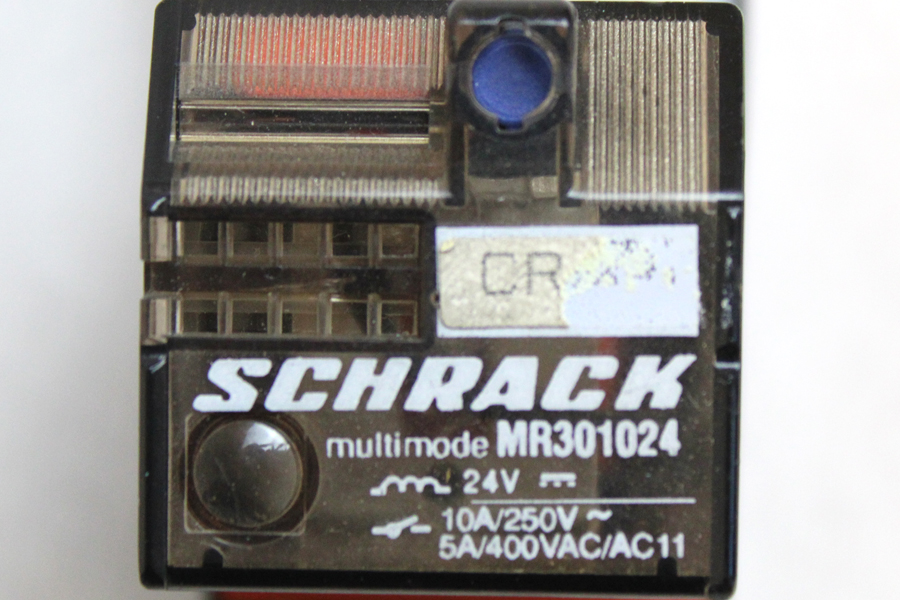 CR
SCHRACK
multimode MR301024
24V ⎓
10A/250V ~
5A/400VAC/AC11